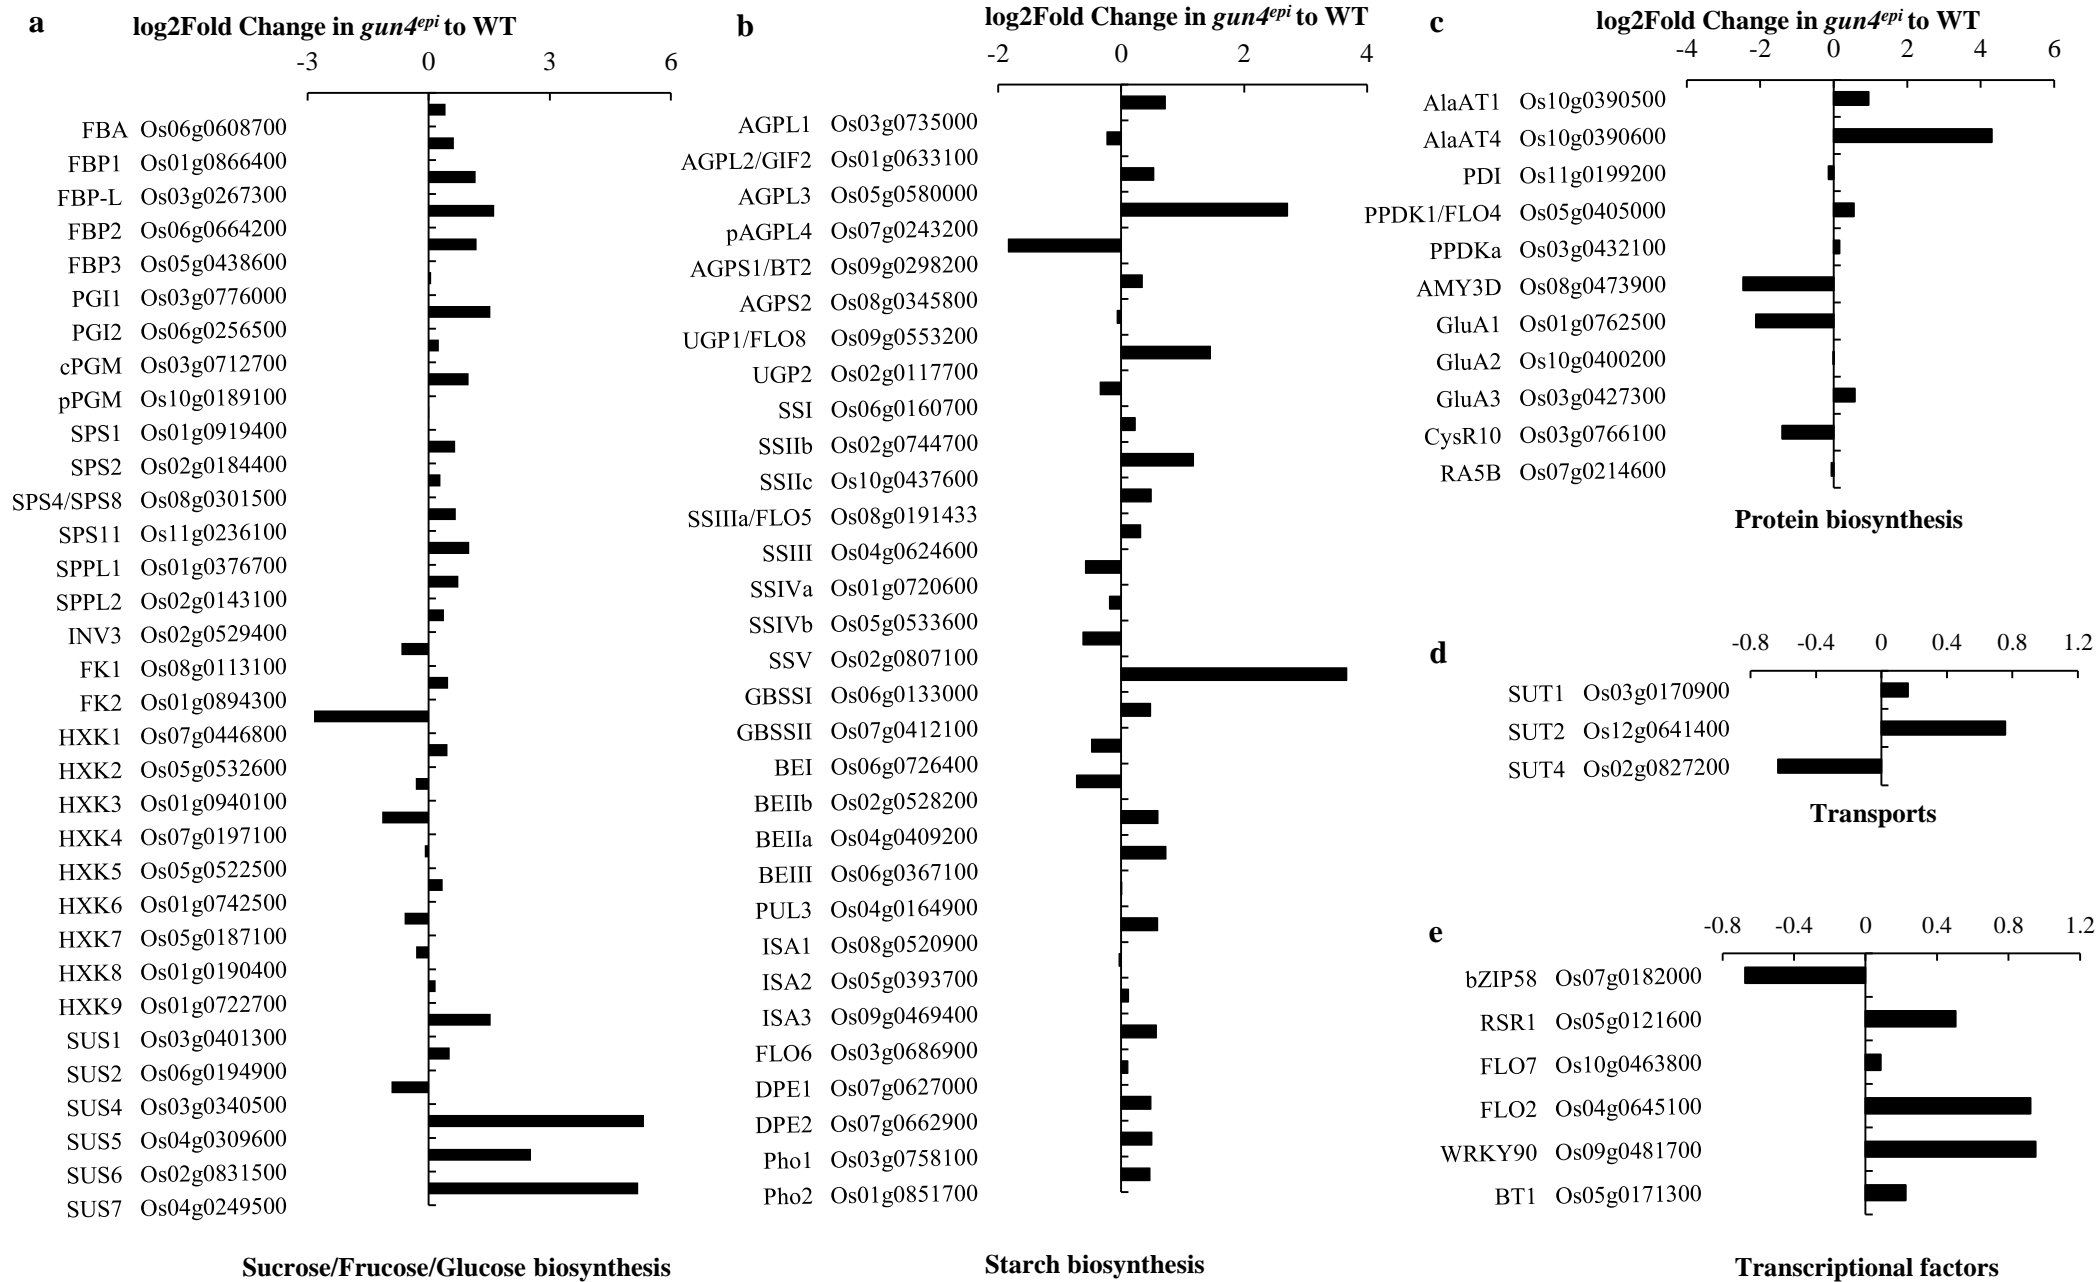 a
log2Fold Change in gun4epi to WT
-3 0 3 6
FBA Os06g0608700
FBP1 Os01g0866400
FBP-L Os03g0267300
FBP2 Os06g0664200
FBP3 Os05g0438600
PGI1 Os03g0776000
PGI2 Os06g0256500
cPGM Os03g0712700
pPGM Os10g0189100
SPS1 Os01g0919400
SPS2 Os02g0184400
SPS4/SPS8 Os08g0301500
SPS11 Os11g0236100
SPPL1 Os01g0376700
SPPL2 Os02g0143100
INV3 Os02g0529400
FK1 Os08g0113100
FK2 Os01g0894300
HXK1 Os07g0446800
HXK2 Os05g0532600
HXK3 Os01g0940100
HXK4 Os07g0197100
HXK5 Os05g0522500
HXK6 Os01g0742500
HXK7 Os05g0187100
HXK8 Os01g0190400
HXK9 Os01g0722700
SUS1 Os03g0401300
SUS2 Os06g0194900
SUS4 Os03g0340500
SUS5 Os04g0309600
SUS6 Os02g0831500
SUS7 Os04g0249500
Sucrose/Frucose/Glucose biosynthesis
b
log2Fold Change in gun4epi to WT
-2 0 2 4
AGPL1 Os03g0735000
AGPL2/GIF2 Os01g0633100
AGPL3 Os05g0580000
pAGPL4 Os07g0243200
AGPS1/BT2 Os09g0298200
AGPS2 Os08g0345800
UGP1/FLO8 Os09g0553200
UGP2 Os02g0117700
SSI Os06g0160700
SSIIb Os02g0744700
SSIIc Os10g0437600
SSIIIa/FLO5 Os08g0191433
SSIII Os04g0624600
SSIVa Os01g0720600
SSIVb Os05g0533600
SSV Os02g0807100
GBSSI Os06g0133000
GBSSII Os07g0412100
BEI Os06g0726400
BEIIb Os02g0528200
BEIIa Os04g0409200
BEIII Os06g0367100
PUL3 Os04g0164900
ISA1 Os08g0520900
ISA2 Os05g0393700
ISA3 Os09g0469400
FLO6 Os03g0686900
DPE1 Os07g0627000
DPE2 Os07g0662900
Pho1 Os03g0758100
Pho2 Os01g0851700
Starch biosynthesis
c
log2Fold Change in gun4epi to WT
-4 -2 0 2 4 6
AlaAT1 Os10g0390500
AlaAT4 Os10g0390600
PDI Os11g0199200
PPDK1/FLO4 Os05g0405000
PPDKa Os03g0432100
AMY3D Os08g0473900
GluA1 Os01g0762500
GluA2 Os10g0400200
GluA3 Os03g0427300
CysR10 Os03g0766100
RA5B Os07g0214600
Protein biosynthesis
d
-0.8 -0.4 0 0.4 0.8 1.2
SUT1 Os03g0170900
SUT2 Os12g0641400
SUT4 Os02g0827200
Transports
e
-0.8 -0.4 0 0.4 0.8 1.2
bZIP58 Os07g0182000
RSR1 Os05g0121600
FLO7 Os10g0463800
FLO2 Os04g0645100
WRKY90 Os09g0481700
BT1 Os05g0171300
Transcriptional factors